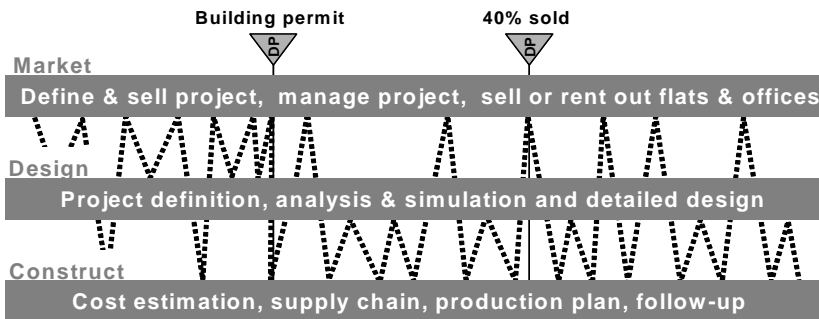 Building permit
40% sold
DP
DP
Market
Define & sell project, manage project, sell or rent out flats & offices
Design
Project definition, analysis & simulation and detailed design
Construct
Cost estimation, supply chain, production plan, follow-up